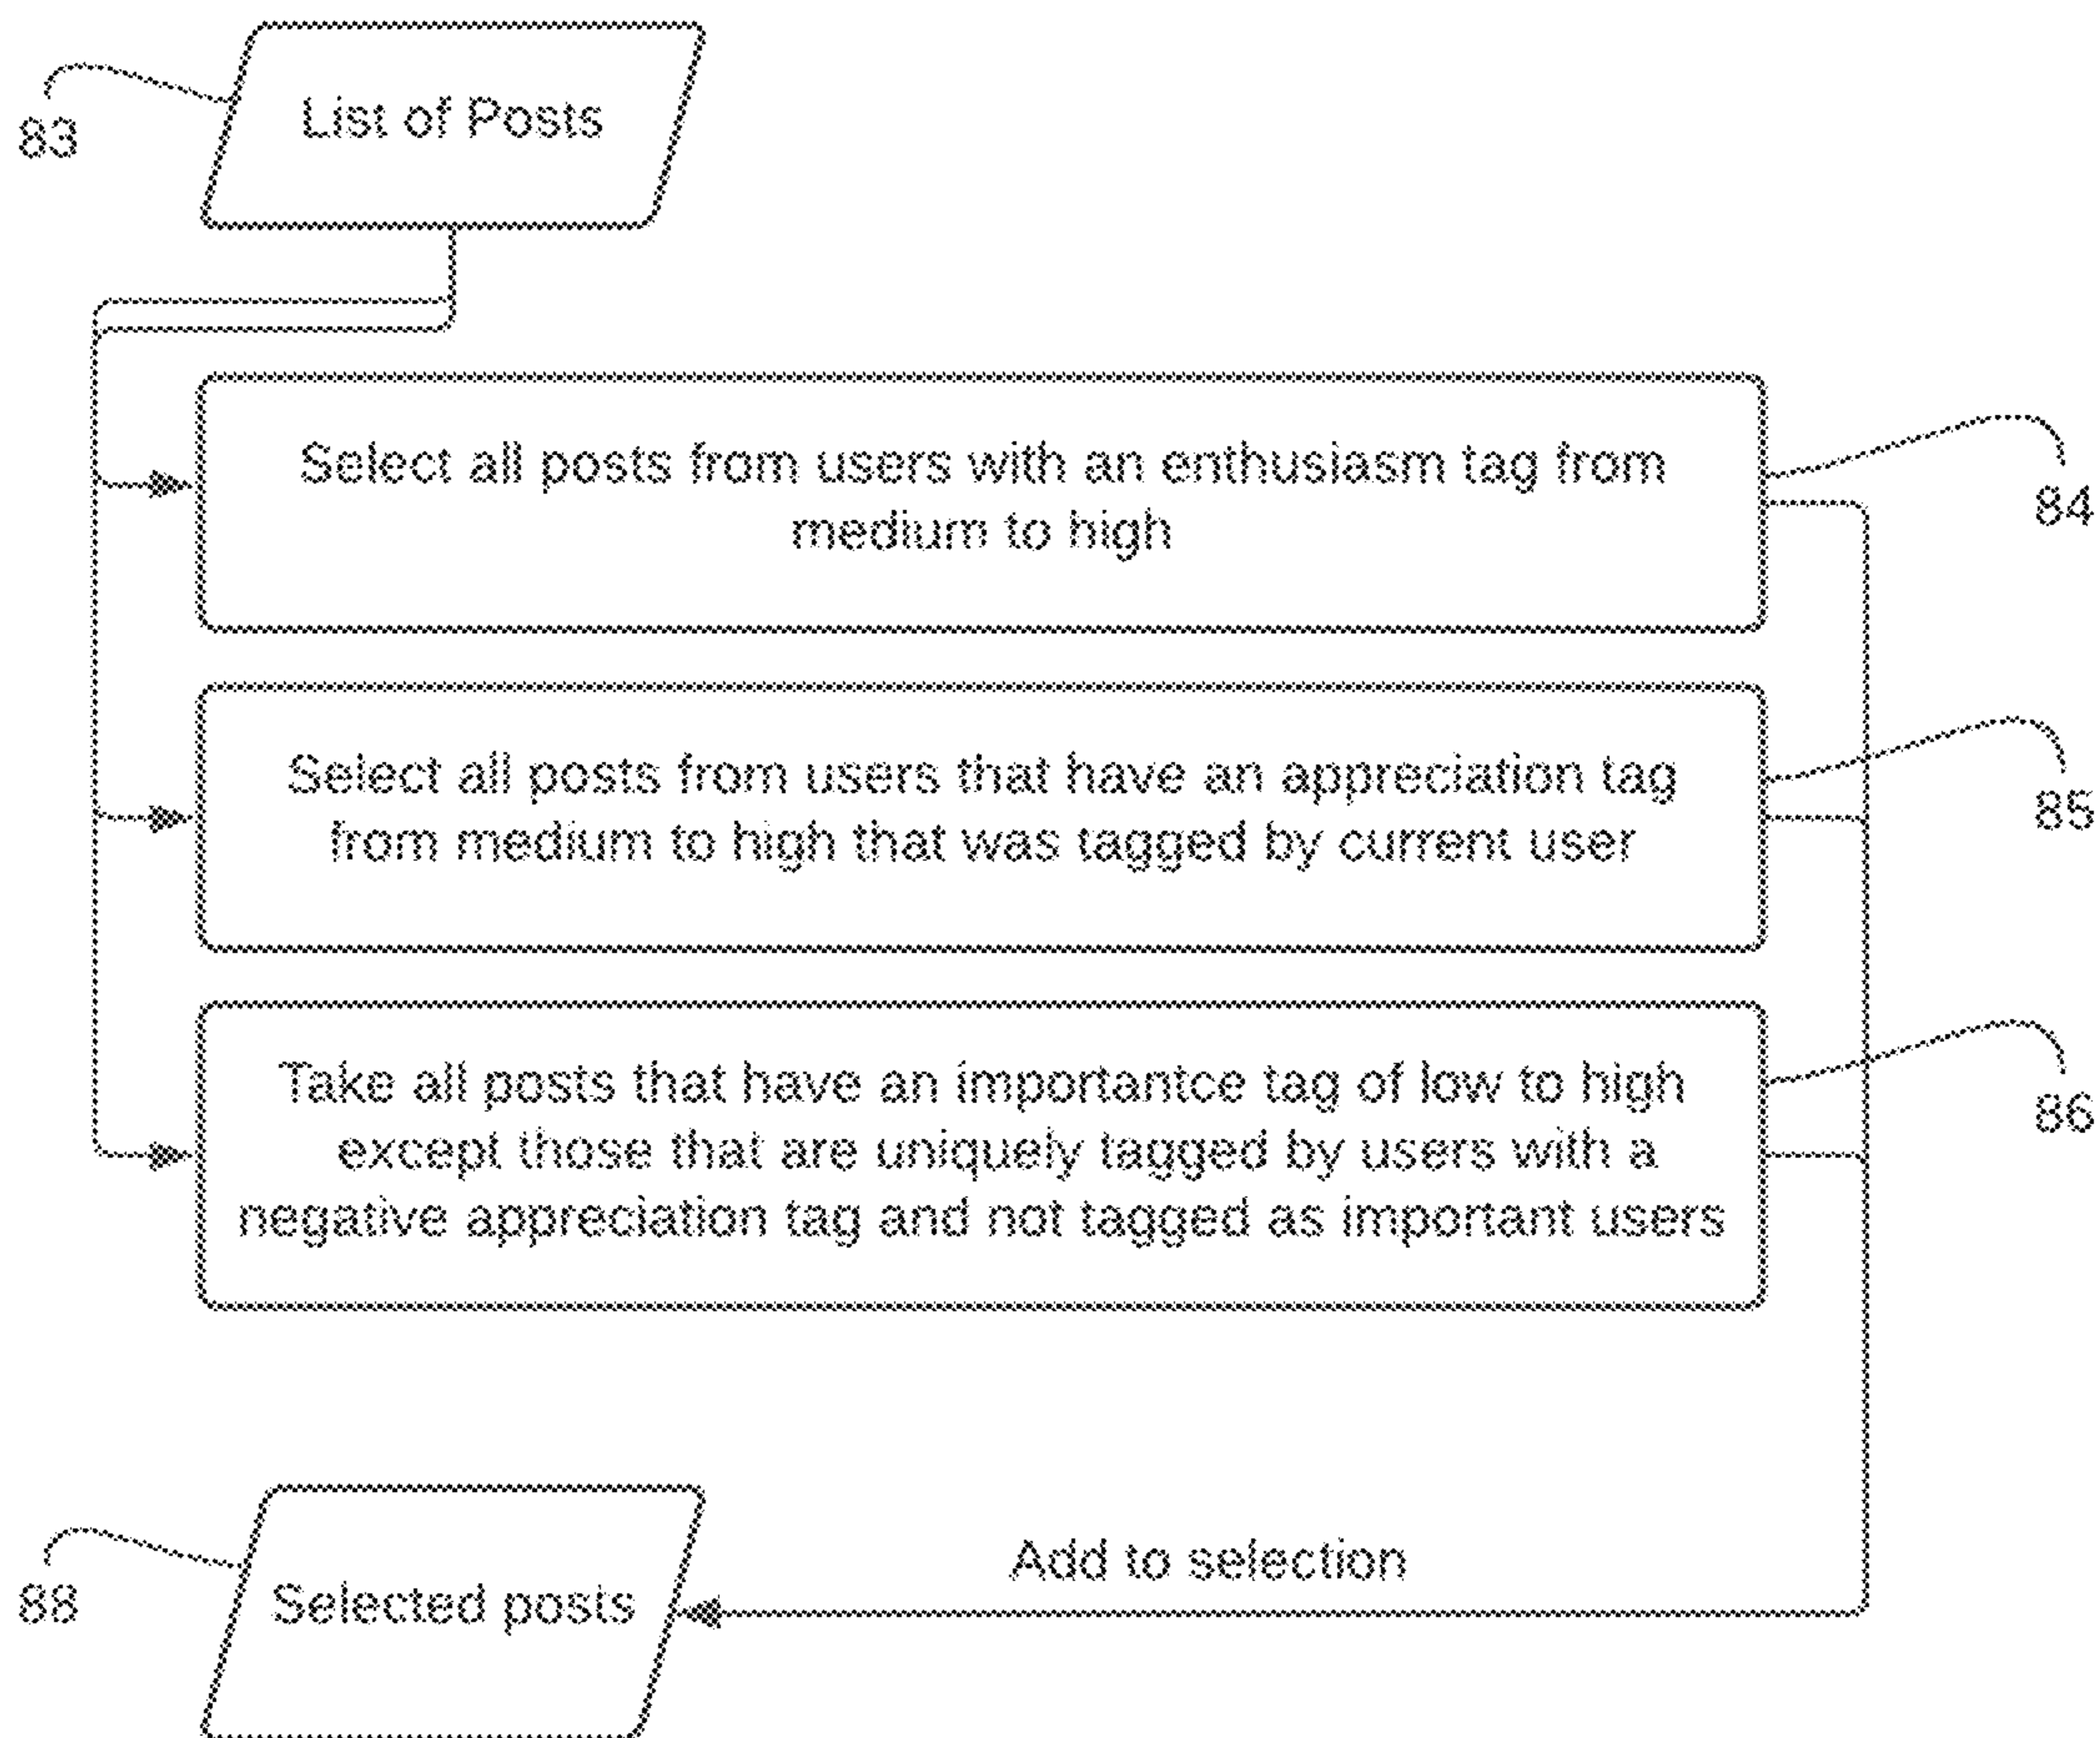 List of Posts
83
Select all posts from users with an enthusiasm tag from
medium to high
84
Select all posts from users that have an appreciation tag
from medium to high that was tagged by current user
85
Take all posts that have an importantce tag of low to high
except those that are uniquely tagged by users with a
negative appreciation tag and not tagged as important users
86
Add to selection
Selected posts
88